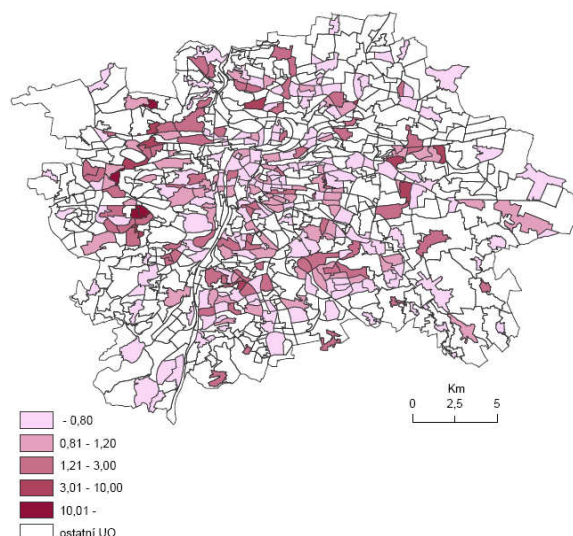 Km
0 2,5 5
- 0,80
0,81 - 1,20
1,21 - 3,00
3,01 - 10,00
10,01 -
ostatní UO